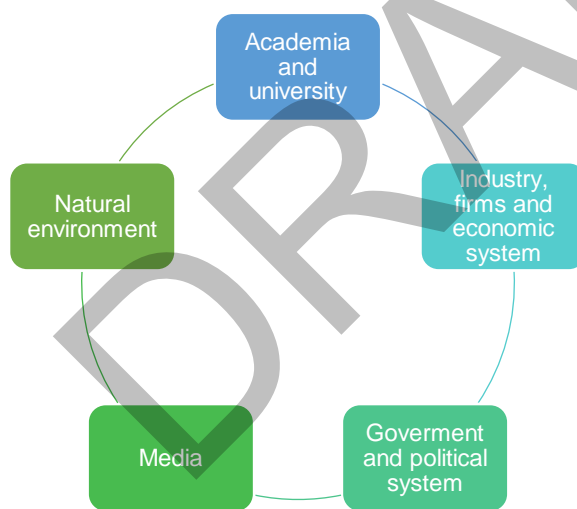 Academia
and
university
Industry,
firms and
economic
system
Goverment
and political
system
Media
Natural
environment
DRA